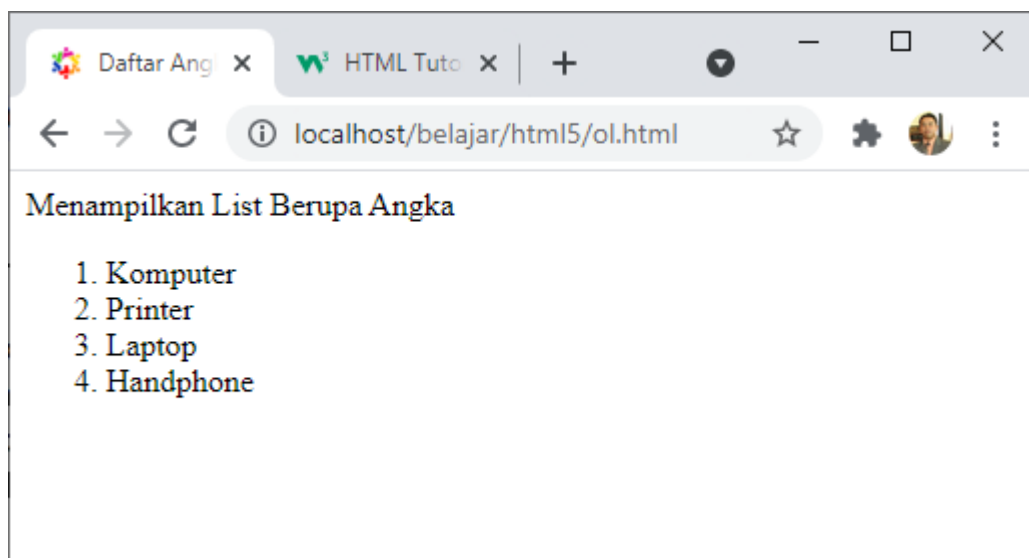 Daftar Ang
W3 HTML Tuto
localhost/belajar/html5/ol.html
Menampilkan List Berupa Angka
1. Komputer
2. Printer
3. Laptop
4. Handphone